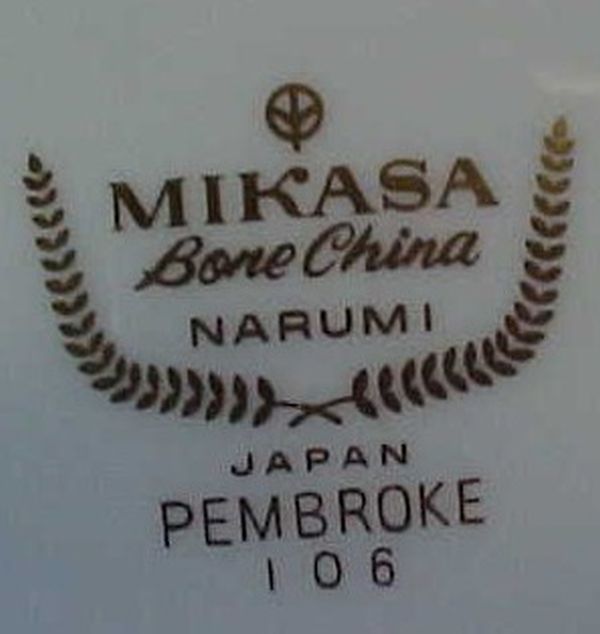 MIKASA
Bone China
NARUMI
JAPAN
PEMBROKE
106